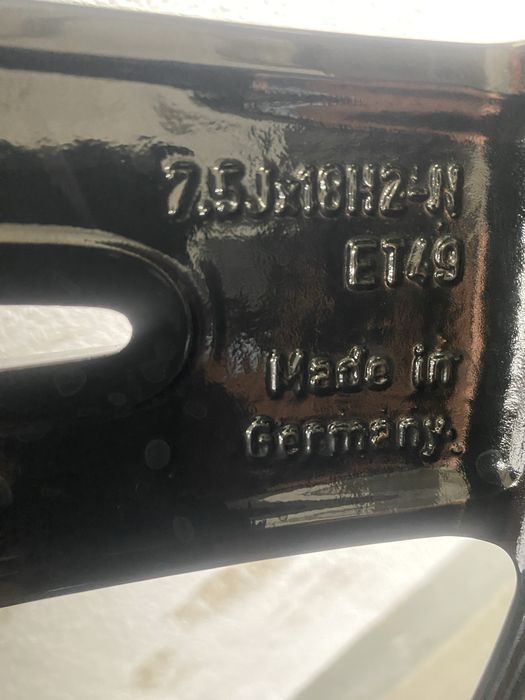 7.5Jx18H2-N
ET49
Made in
Germany.